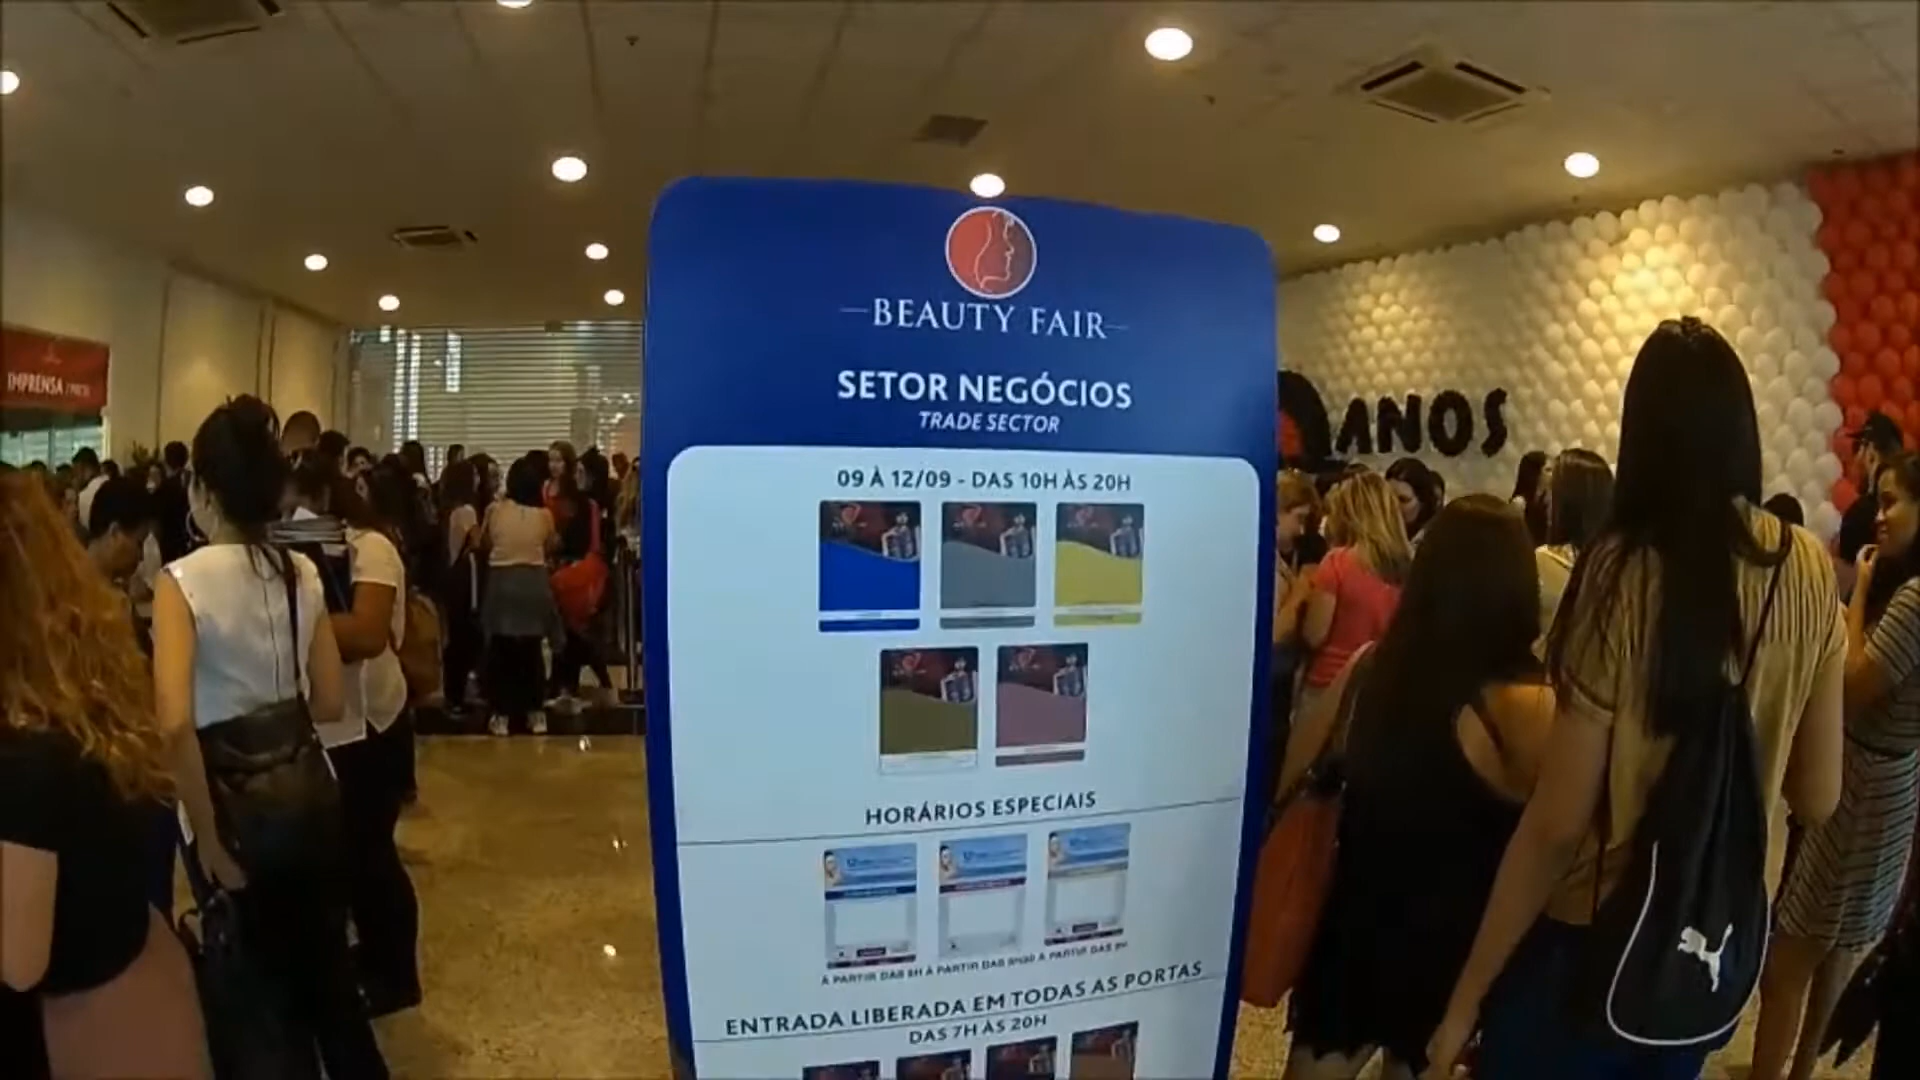 BEAUTY FAIR
SETOR NEGÓCIOS
TRADE SECTOR
09 À 12/09 - DAS 10H ÀS 20H
HORÁRIOS ESPECIAIS
À PARTIR DAS 8H À PARTIR DAS 8H30 À PARTIR DAS 9H
ENTRADA LIBERADA EM TODAS AS PORTAS
DAS 7H ÀS 20H
IMPRENSA
ANOS